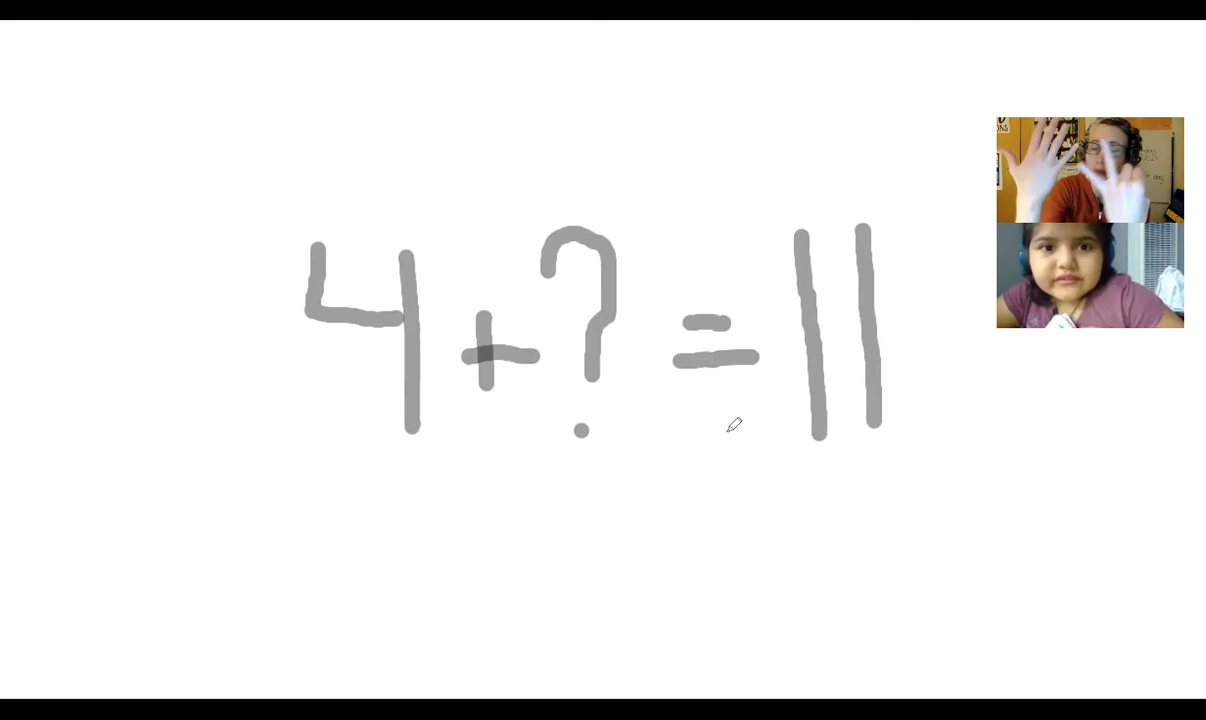 4 + ? = 11